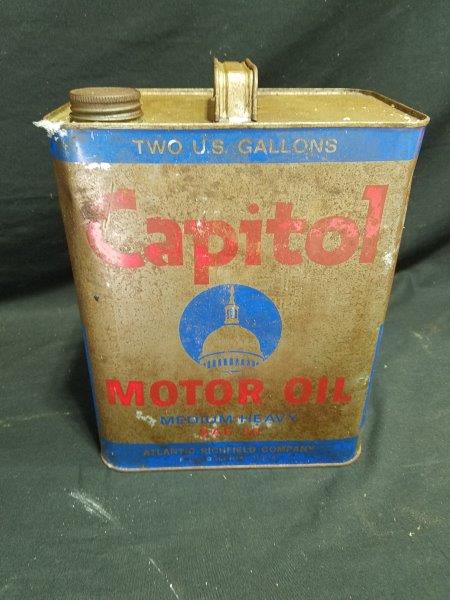 TWO U.S. GALLONS
Capitol
MOTOR OIL
MEDIUM-HEAVY
ATLANTIC RICHFIELD COMPANY